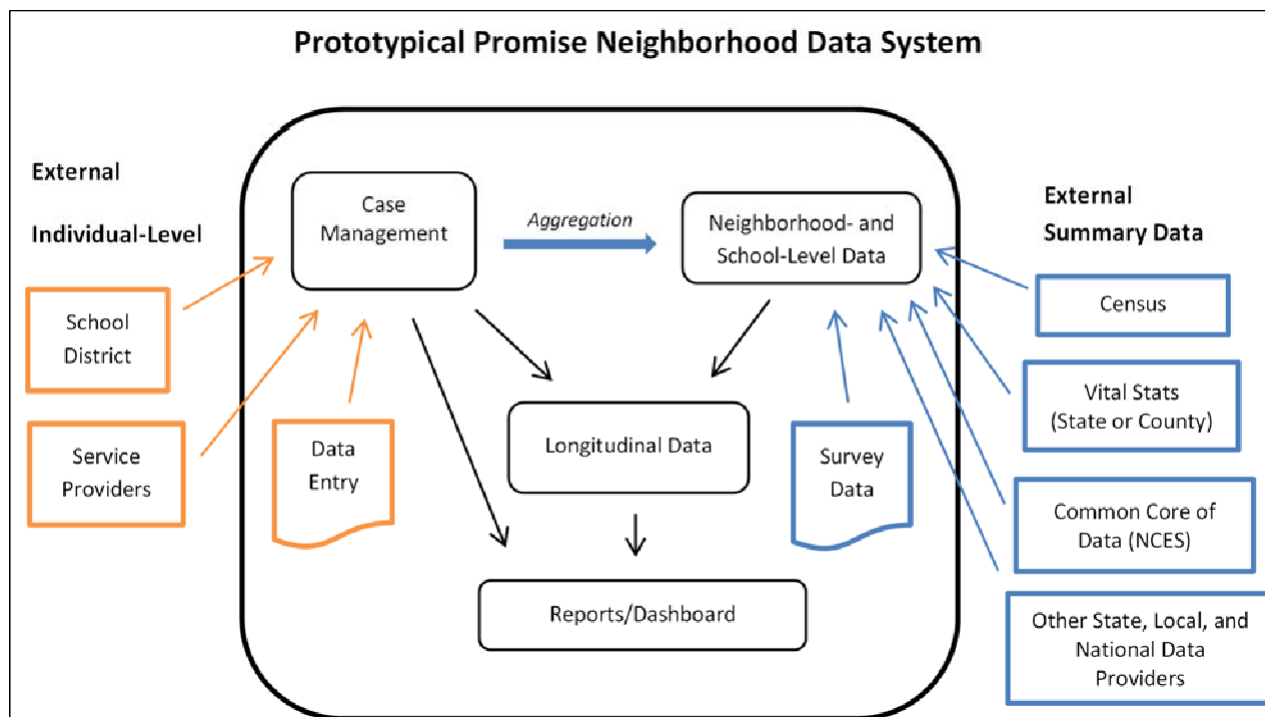 Prototypical Promise Neighborhood Data System
External
Individual-Level
School
District
Service
Providers
Case
Management
Data
Entry
Aggregation
Neighborhood- and
School-Level Data
Longitudinal Data
Reports/Dashboard
Survey
Data
External
Summary Data
Census
Vital Stats
(State or County)
Common Core of
Data (NCES)
Other State, Local, and
National Data
Providers